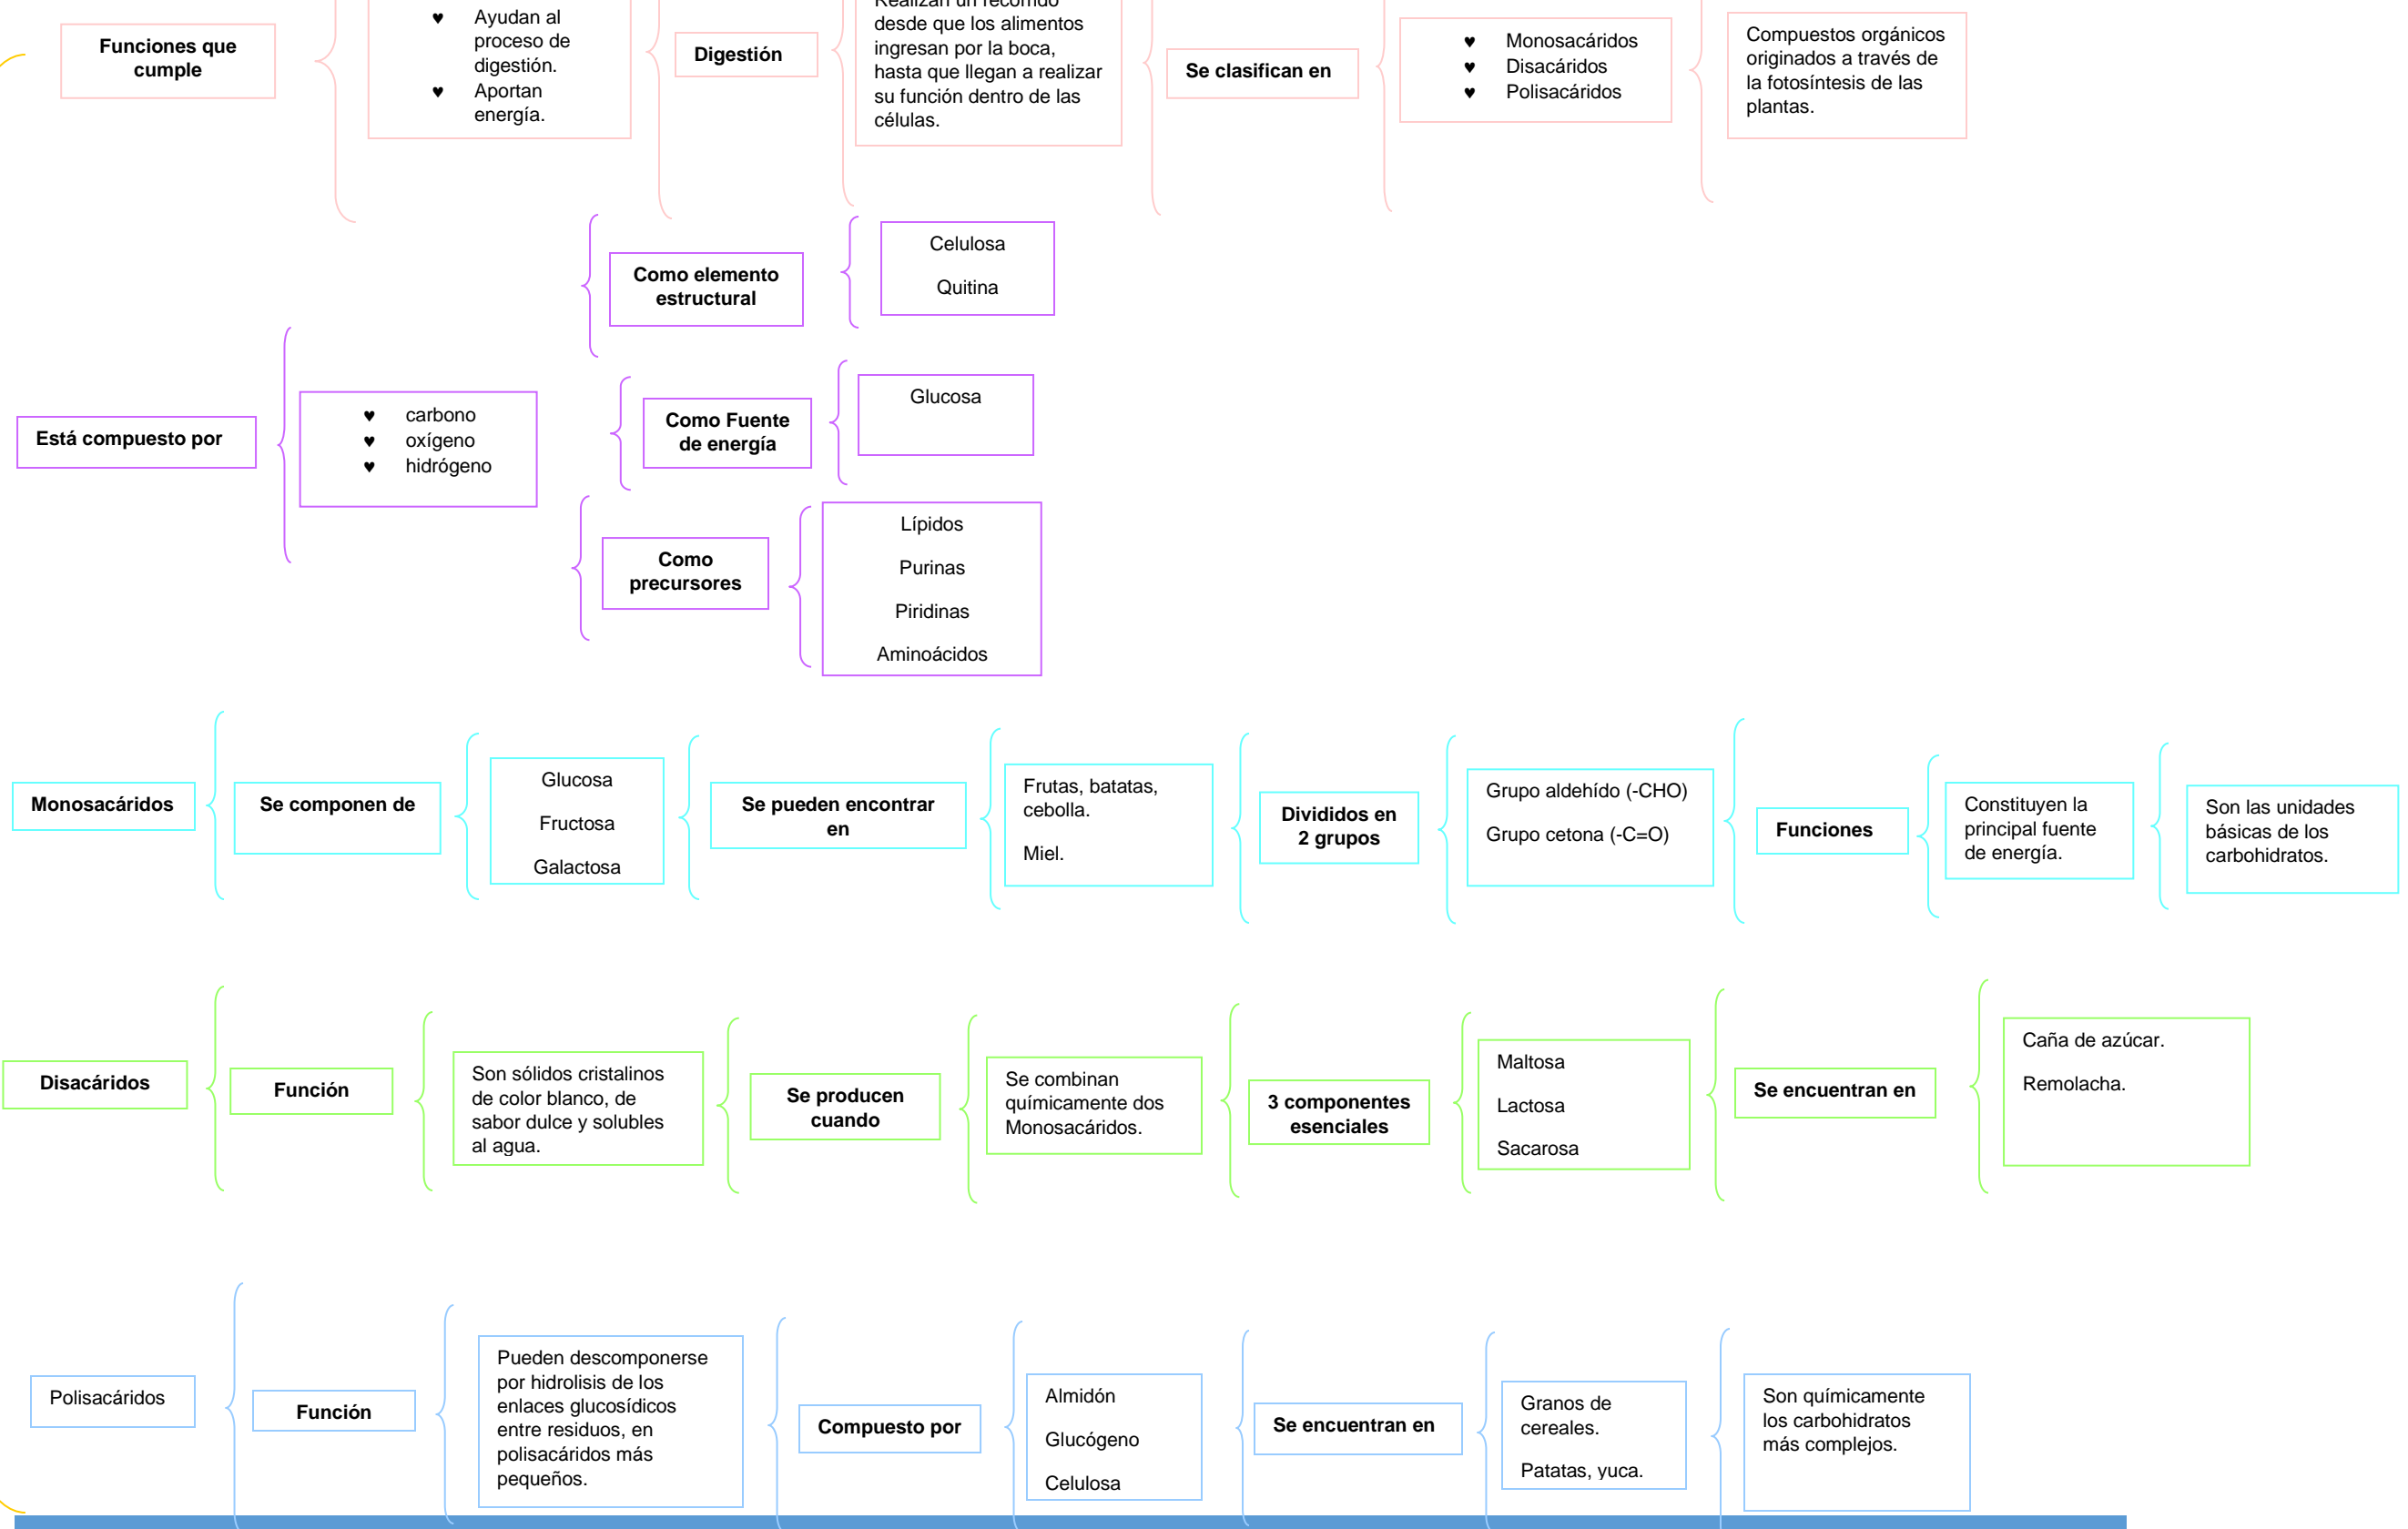 Funciones que
cumple
♥ Ayudan al
proceso de
digestión.
♥ Aportan
energía.
Digestión
Realizan un recorrido
desde que los alimentos
ingresan por la boca,
hasta que llegan a realizar
su función dentro de las
células.
Se clasifican en
♥ Monosacáridos
♥ Disacáridos
♥ Polisacáridos
Compuestos orgánicos
originados a través de
la fotosíntesis de las
plantas.
Está compuesto por
♥ carbono
♥ oxígeno
♥ hidrógeno
Como elemento
estructural
Celulosa
Quitina
Como Fuente
de energía
Glucosa
Como
precursores
Lípidos
Purinas
Piridinas
Aminoácidos
Monosacáridos
Se componen de
Glucosa
Fructosa
Galactosa
Se pueden encontrar
en
Frutas, batatas,
cebolla.
Miel.
Divididos en
2 grupos
Grupo aldehído (-CHO)
Grupo cetona (-C=O)
Funciones
Constituyen la
principal fuente
de energía.
Son las unidades
básicas de los
carbohidratos.
Disacáridos
Función
Son sólidos cristalinos
de color blanco, de
sabor dulce y solubles
al agua.
Se producen
cuando
Se combinan
químicamente dos
Monosacáridos.
3 componentes
esenciales
Maltosa
Lactosa
Sacarosa
Se encuentran en
Caña de azúcar.
Remolacha.
Polisacáridos
Función
Pueden descomponerse
por hidrolisis de los
enlaces glucosídicos
entre residuos, en
polisacáridos más
pequeños.
Compuesto por
Almidón
Glucógeno
Celulosa
Se encuentran en
Granos de
cereales.
Patatas, yuca.
Son químicamente
los carbohidratos
más complejos.